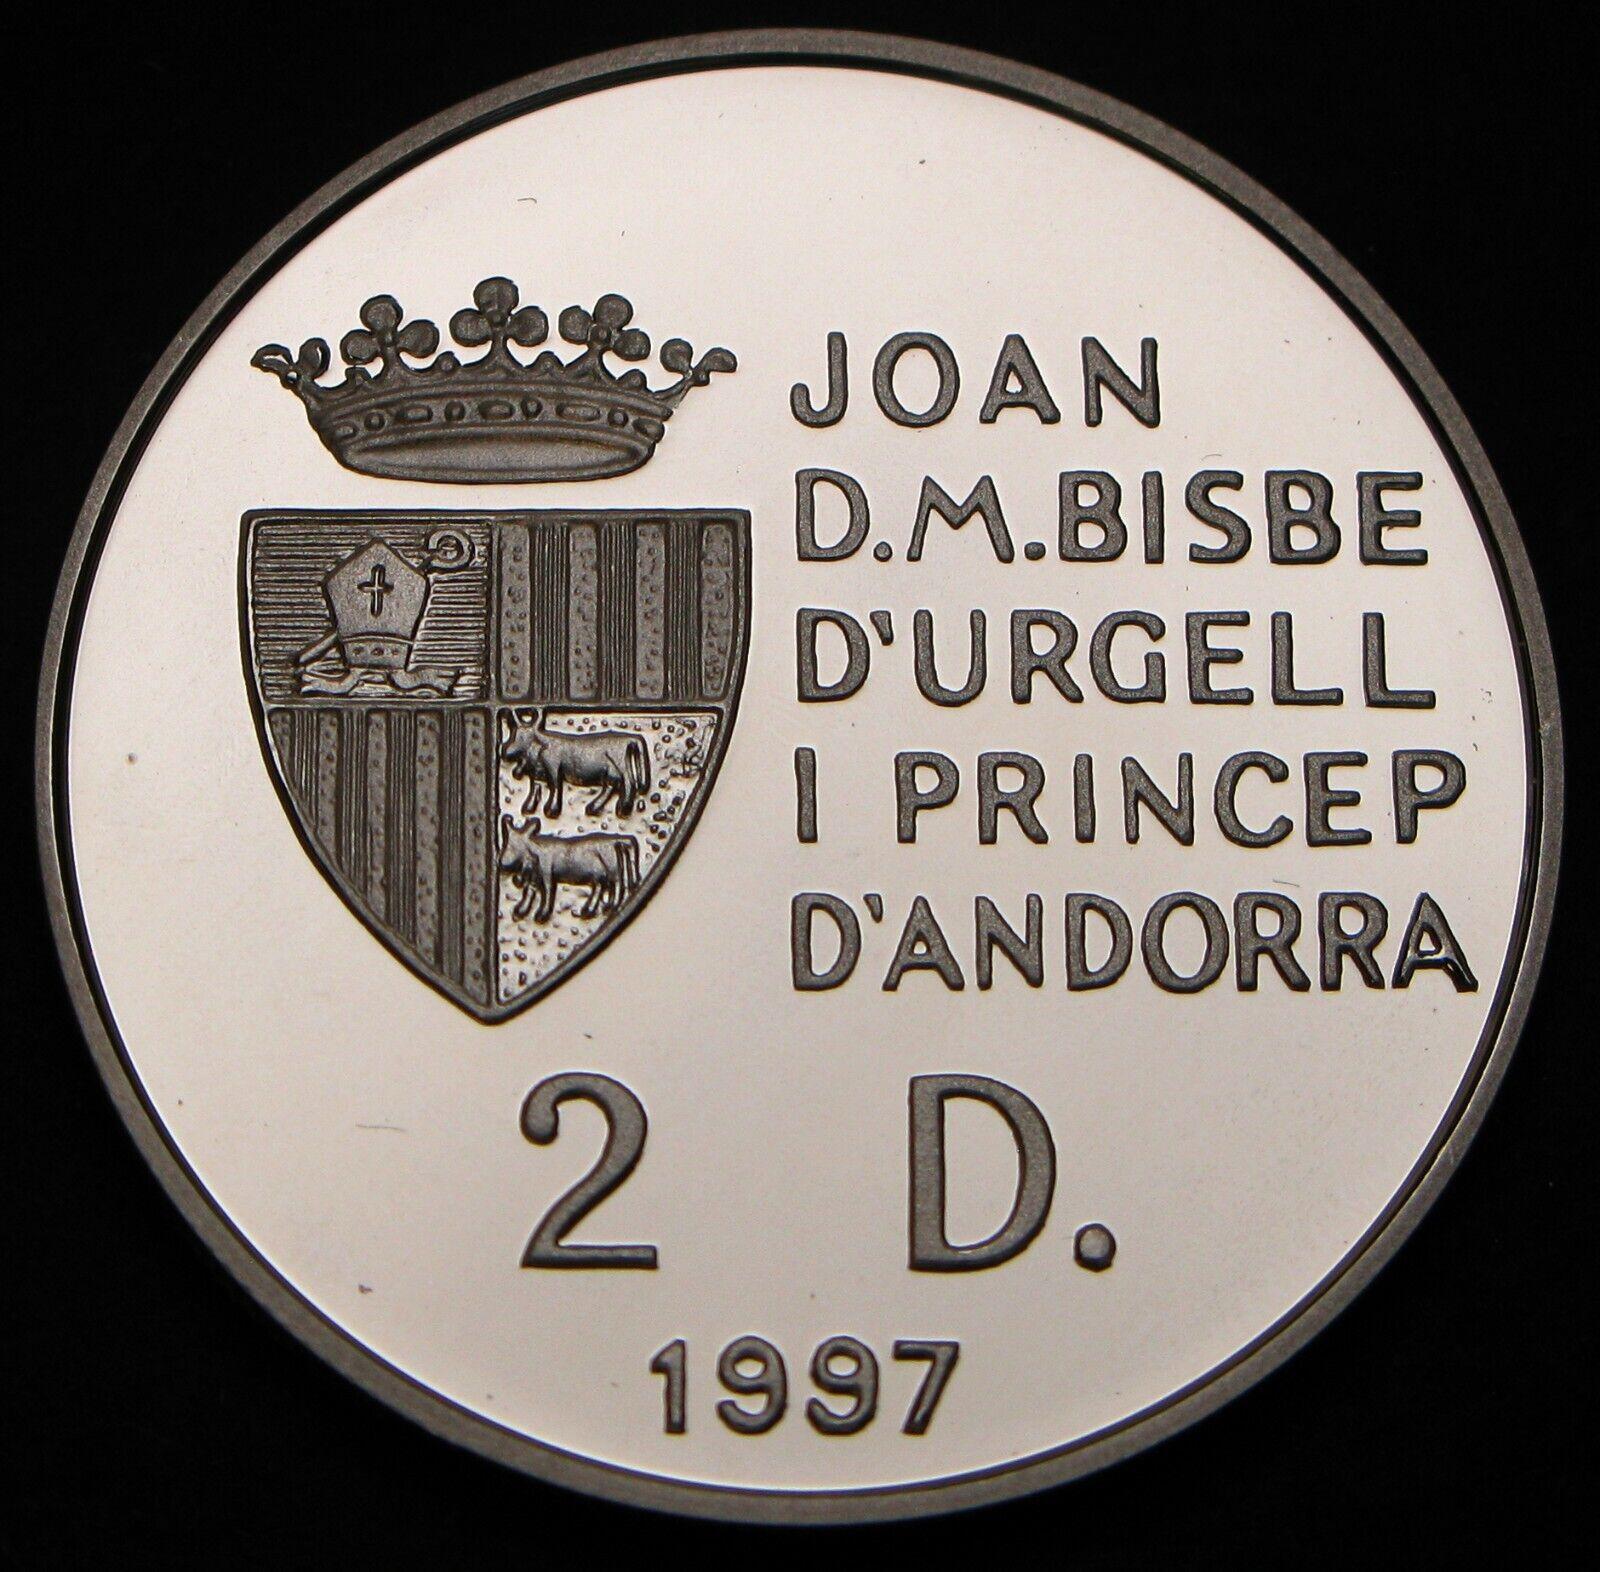 JOAN
D.M.BISBE
D'URGELL
I PRINCEP
D'ANDORRA
2 D.
1997